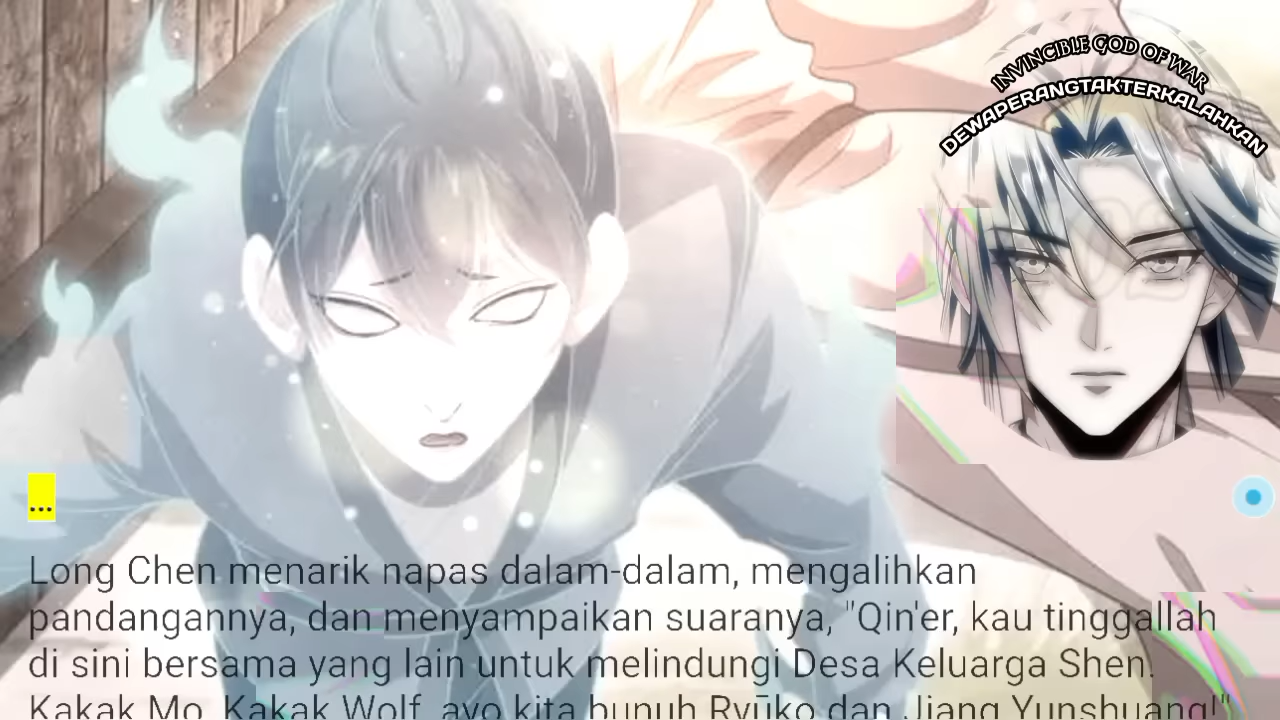 INVINCIBLE GOD OF WAR
DEWAPERANGTAKTERKALAHKAN
...
Long Chen menarik napas dalam-dalam, mengalihkan
pandangannya, dan menyampaikan suaranya, "Qin'er, kau tinggallah
di sini bersama yang lain untuk melindungi Desa Keluarga Shen.
Kakak Mo, Kakak Wolf, ayo kita bunuh Ryūko dan Jiang Yunshuang!"